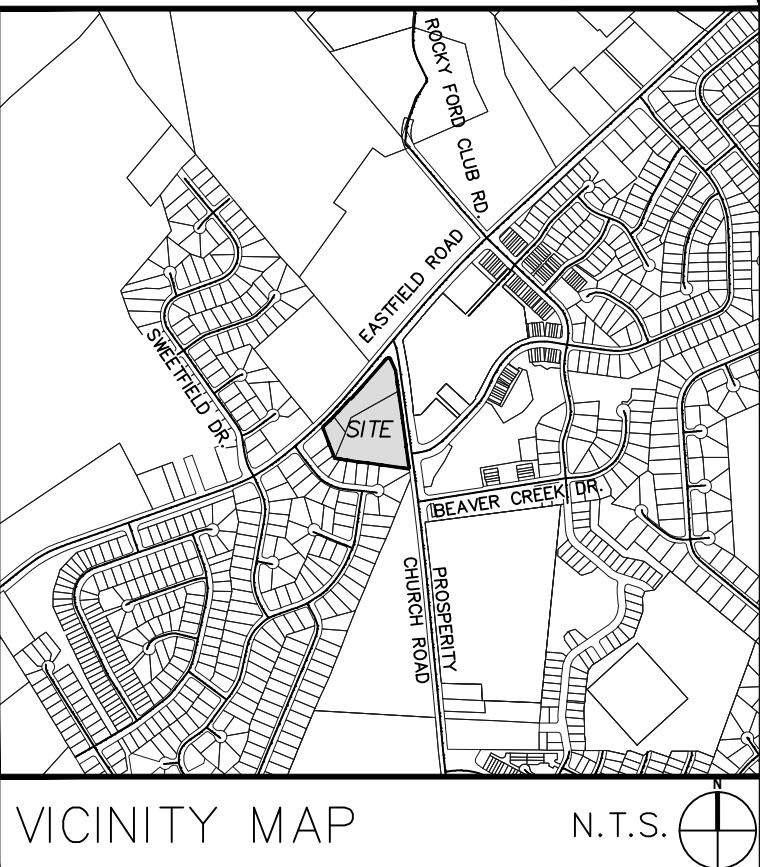 ROCKY FORD CLUB RD.
EASTFIELD ROAD
SWEETFIELD DR.
SITE
BEAVER CREEK DR.
PROSPERITY
CHURCH ROAD
N
VICINITY MAP
N.T.S.